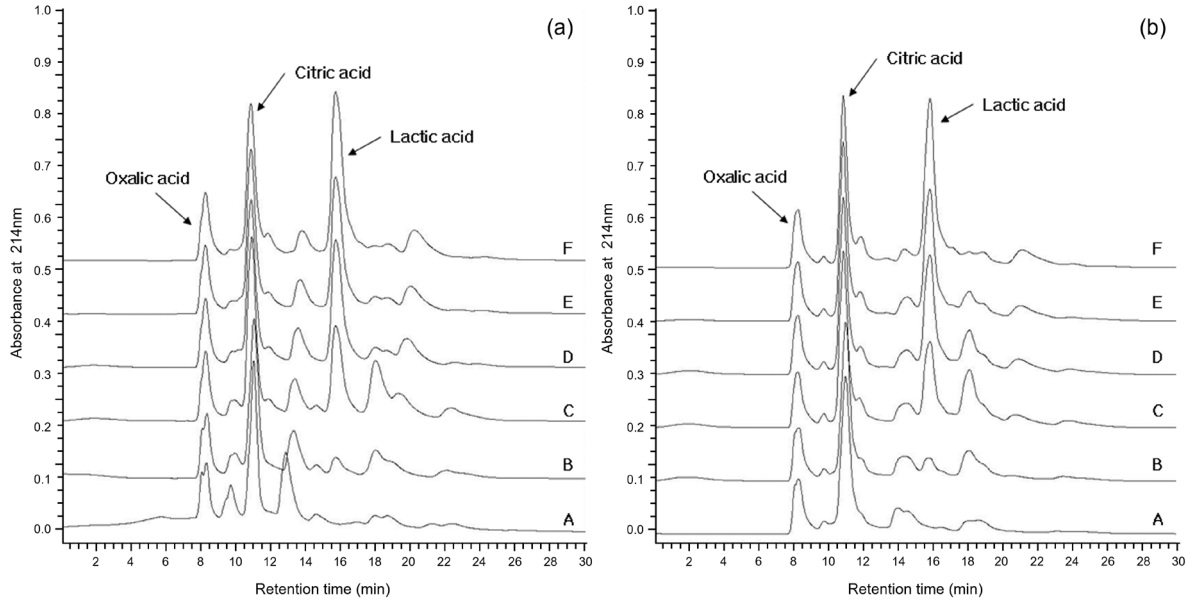 (a)
1.0
0.9
0.8
0.7
0.6
0.5
0.4
0.3
0.2
0.1
0.0
Absorbance at 214nm
Oxalic acid
Citric acid
Lactic acid
F
E
D
C
B
A
2 4 6 8 10 12 14 16 18 20 22 24 26 28 30
Retention time (min)
(b)
1.0
0.9
0.8
0.7
0.6
0.5
0.4
0.3
0.2
0.1
0.0
Absorbance at 214nm
Oxalic acid
Citric acid
Lactic acid
F
E
D
C
B
A
2 4 6 8 10 12 14 16 18 20 22 24 26 28 30
Retention time (min)